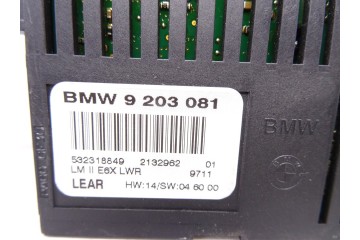 BMW 9 203 081
532318849 2132962 01
LM II E6X LWR 9711
LEAR HW:14/SW:04 60 00
BMW